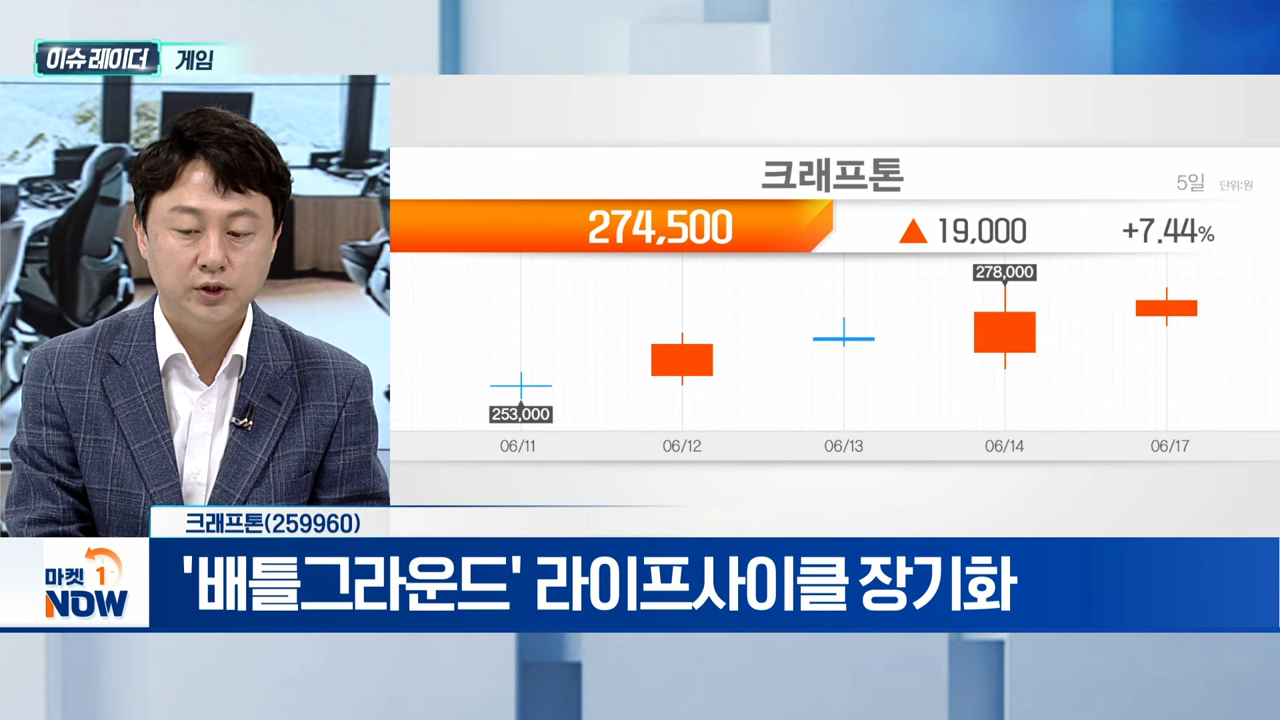 이슈레이더 게임
크래프톤
5일 단위:원
274,500 ▲ 19,000 +7.44%
278,000
253,000
06/11 06/12 06/13 06/14 06/17
크래프톤(259960)
마켓 1 NOW
'배틀그라운드' 라이프사이클 장기화